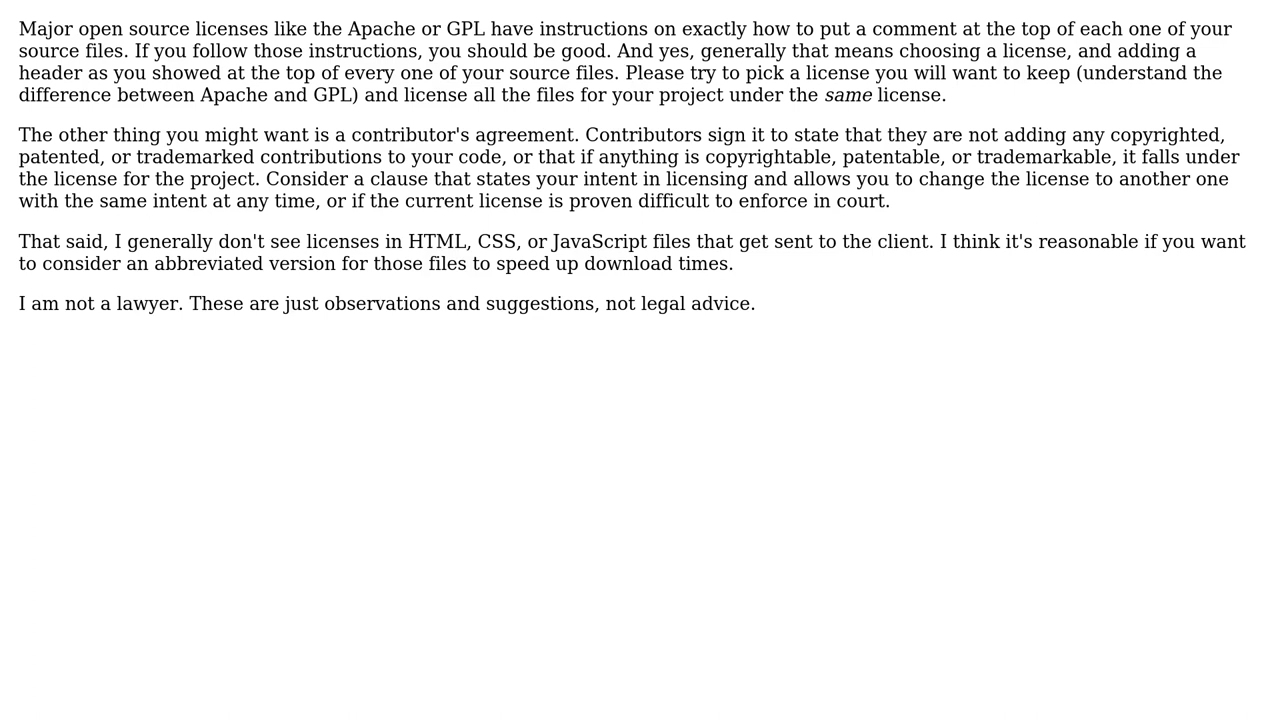 Major open source licenses like the Apache or GPL have instructions on exactly how to put a comment at the top of each one of your
source files. If you follow those instructions, you should be good. And yes, generally that means choosing a license, and adding a
header as you showed at the top of every one of your source files. Please try to pick a license you will want to keep (understand the
difference between Apache and GPL) and license all the files for your project under the same license.
The other thing you might want is a contributor's agreement. Contributors sign it to state that they are not adding any copyrighted,
patented, or trademarked contributions to your code, or that if anything is copyrightable, patentable, or trademarkable, it falls under
the license for the project. Consider a clause that states your intent in licensing and allows you to change the license to another one
with the same intent at any time, or if the current license is proven difficult to enforce in court.
That said, I generally don't see licenses in HTML, CSS, or JavaScript files that get sent to the client. I think it's reasonable if you want
to consider an abbreviated version for those files to speed up download times.
I am not a lawyer. These are just observations and suggestions, not legal advice.